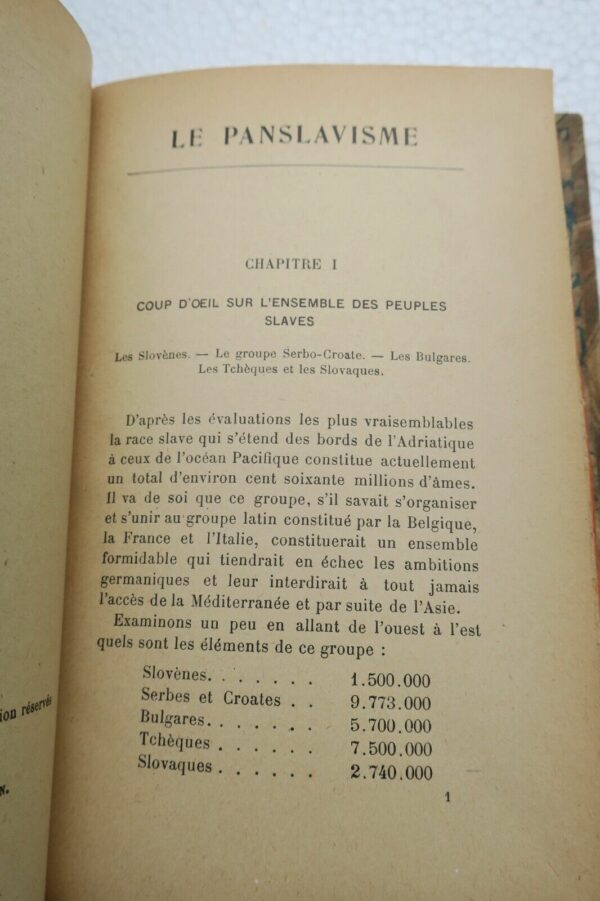 LE PANSLAVISME
CHAPITRE I
COUP D'OEIL SUR L'ENSEMBLE DES PEUPLES
SLAVES
Les Slovènes. — Le groupe Serbo-Croate. — Les Bulgares.
Les Tchèques et les Slovaques.
D'après les évaluations les plus vraisemblables
la race slave qui s'étend des bords de l'Adriatique
à ceux de l'océan Pacifique constitue actuellement
un total d'environ cent soixante millions d'âmes.
Il va de soi que ce groupe, s'il savait s'organiser
et s'unir au groupe latin constitué par la Belgique,
la France et l'Italie, constituerait un ensemble
formidable qui tiendrait en échec les ambitions
germaniques et leur interdirait à tout jamais
l'accès de la Méditerranée et par suite de l'Asie.
Examinons un peu en allant de l'ouest à l'est
quels sont les éléments de ce groupe :
Slovènes. . . . . . . 1.500.000
Serbes et Croates . . 9.773.000
Bulgares. . . . . . . 5.700.000
Tchèques . . . . . . 7.500.000
Slovaques . . . . . . 2.740.000
1
réservés
N.